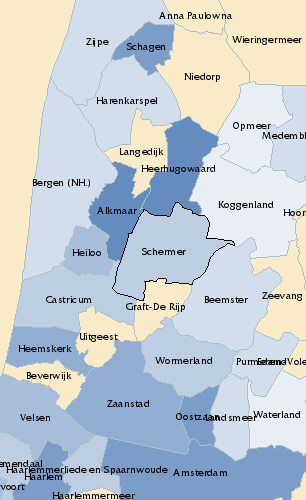 Anna Paulowna
Zijpe
Schagen
Wieringermeer
Niedorp
Harenkarspel
Opmeer
Medembl
Langedijk
Heerhugowaard
Bergen (NH.)
Koggenland
Alkmaar
Hoor
Heiloo
Schermer
Castricum
Graft-De Rijp
Beemster
Zeevang
Uitgeest
Heemskerk
Wormerland
Purmerend
Edam-Vole
Beverwijk
Zaanstad
Velsen
Oostzaan
Landsmeer
Waterland
emendaal
Haarlemmerliede en Spaarnwoude
Haarlem
Amsterdam
voort
Haarlemmermeer